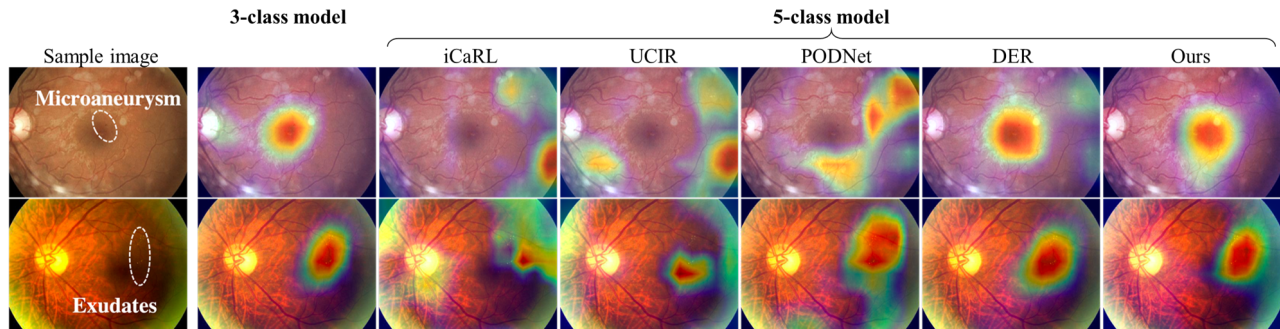 3-class model
5-class model
Sample image
iCaRL
UCIR
PODNet
DER
Ours
Microaneurysm
Exudates